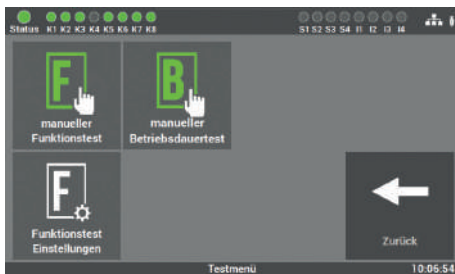 Status K1 K2 K3 K4 K5 K6 K7 K8 S1 S2 S3 S4 I1 I2 I3 I4
F B
manueller manueller
Funktionstest Betriebsdauertest
F
Funktionstest
Einstellungen
Zurück
Testmenü 10:06:54